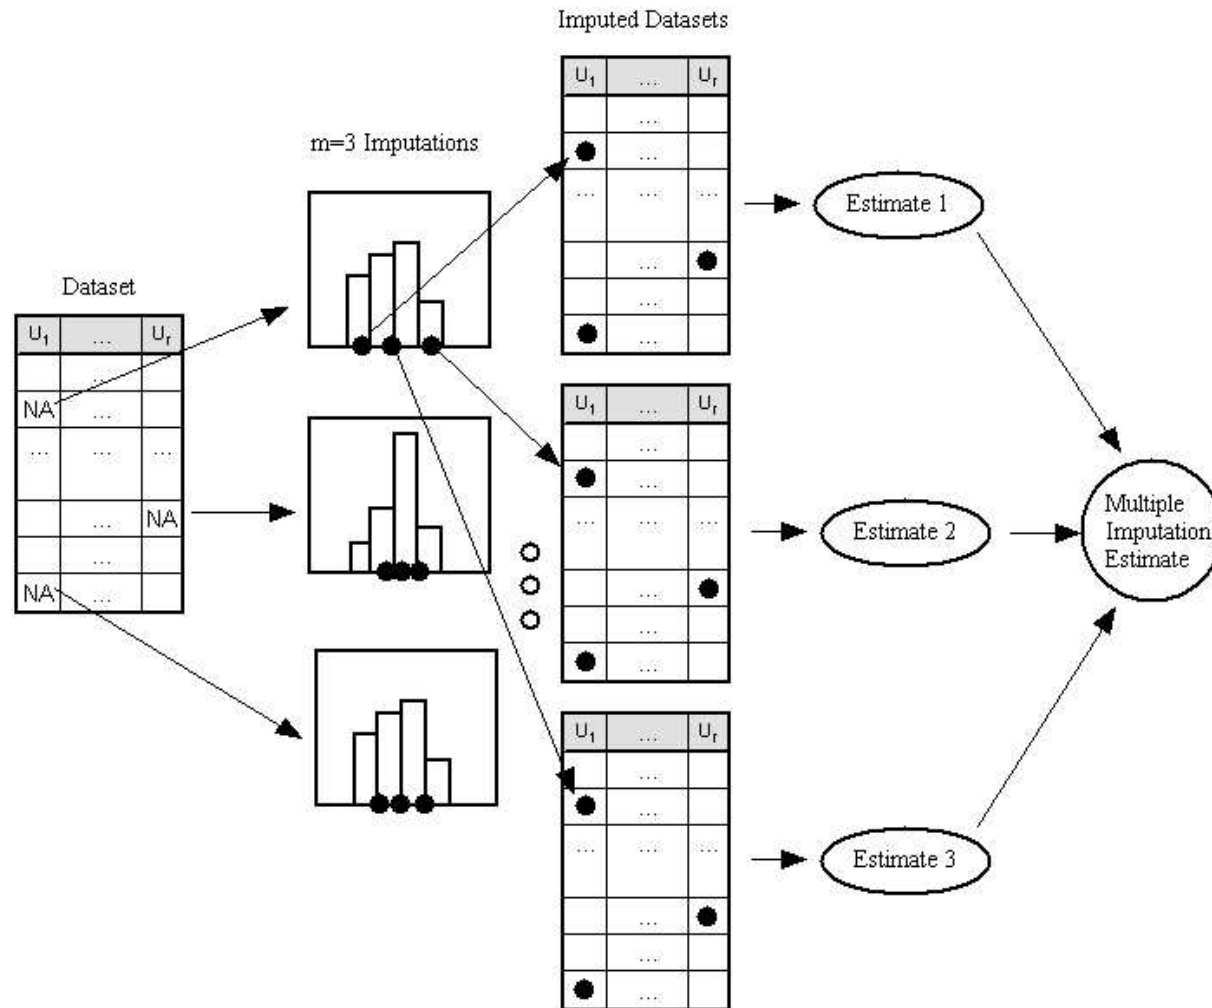 Imputed Datasets
m=3 Imputations
Dataset
U₁ … Uᵣ
…
NA …
… … …
… NA
…
NA …
U₁ … Uᵣ
…
…
… … …
…
…
…
U₁ … Uᵣ
…
…
… … …
…
…
…
U₁ … Uᵣ
…
…
… … …
…
…
…
Estimate 1
Estimate 2
Estimate 3
Multiple
Imputation
Estimate